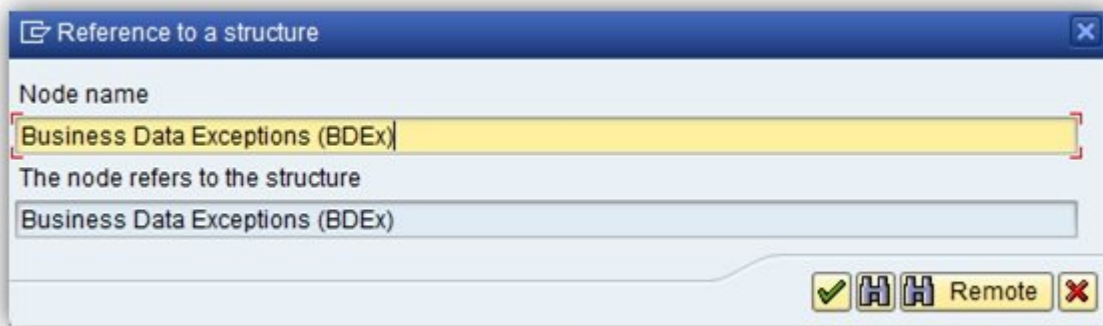 Reference to a structure
Node name
Business Data Exceptions (BDEx)
The node refers to the structure
Business Data Exceptions (BDEx)
Remote